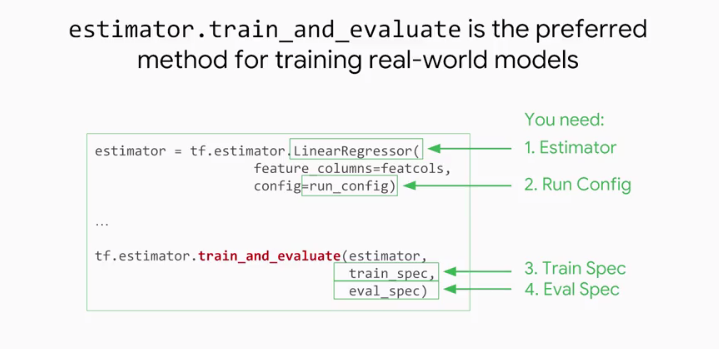 estimator.train_and_evaluate is the preferred
method for training real-world models
You need:
estimator = tf.estimator.LinearRegressor(
feature_columns=featcols,
config=run_config)
...
tf.estimator.train_and_evaluate(estimator,
train_spec,
eval_spec)
1. Estimator
2. Run Config
3. Train Spec
4. Eval Spec